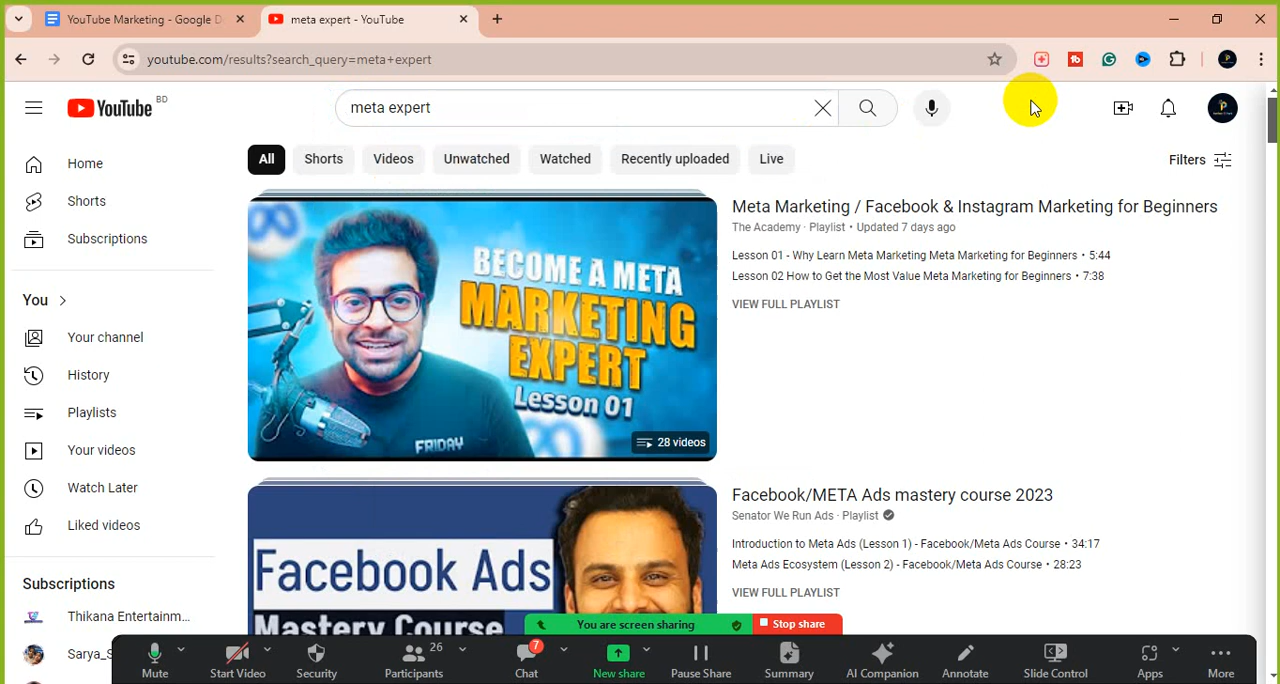 YouTube Marketing - Google D
meta expert - YouTube
youtube.com/results?search_query=meta+expert
YouTube BD
meta expert
All
Shorts
Videos
Unwatched
Watched
Recently uploaded
Live
Filters
Home
Shorts
Subscriptions
You
Your channel
History
Playlists
Your videos
Watch Later
Liked videos
Subscriptions
Thikana Entertainm...
Sarya_S
BECOME A META
MARKETING
EXPERT
Lesson 01
FRIDAY
28 videos
Meta Marketing / Facebook & Instagram Marketing for Beginners
The Academy · Playlist • Updated 7 days ago
Lesson 01 - Why Learn Meta Marketing Meta Marketing for Beginners • 5:44
Lesson 02 How to Get the Most Value Meta Marketing for Beginners • 7:38
VIEW FULL PLAYLIST
Facebook Ads
Mastery Course
Facebook/META Ads mastery course 2023
Senator We Run Ads · Playlist
Introduction to Meta Ads (Lesson 1) - Facebook/Meta Ads Course • 34:17
Meta Ads Ecosystem (Lesson 2) - Facebook/Meta Ads Course • 28:23
VIEW FULL PLAYLIST
You are screen sharing
Stop share
Mute
Start Video
Security
26
Participants
7
Chat
New share
Pause Share
Summary
AI Companion
Annotate
Slide Control
Apps
More